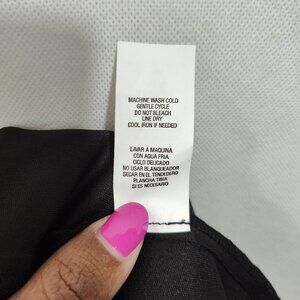 MACHINE WASH COLD
GENTLE CYCLE
DO NOT BLEACH
LINE DRY
COOL IRON IF NEEDED
LAVAR A MAQUINA
CON AGUA FRIA
CICLO DELICADO
NO USAR BLANQUEADOR
SECAR EN EL TENDEDERO
PLANCHA TIBIA
SI ES NECESARIO